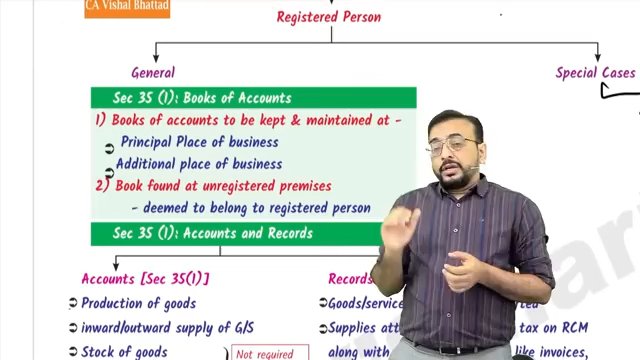 CA Vishal Bhattad
Registered Person
General
Special Cases
Sec 35 (1): Books of Accounts
1) Books of accounts to be kept & maintained at -
Principal Place of business
Additional place of business
2) Book found at unregistered premises
- deemed to belong to registered person
Sec 35 (1): Accounts and Records
Accounts [Sec 35(1)]
Records
Production of goods
Goods/service
inward/outward supply of G/S
Supplies att
tax on RCM
Stock of goods
Not required
along with
like invoices,